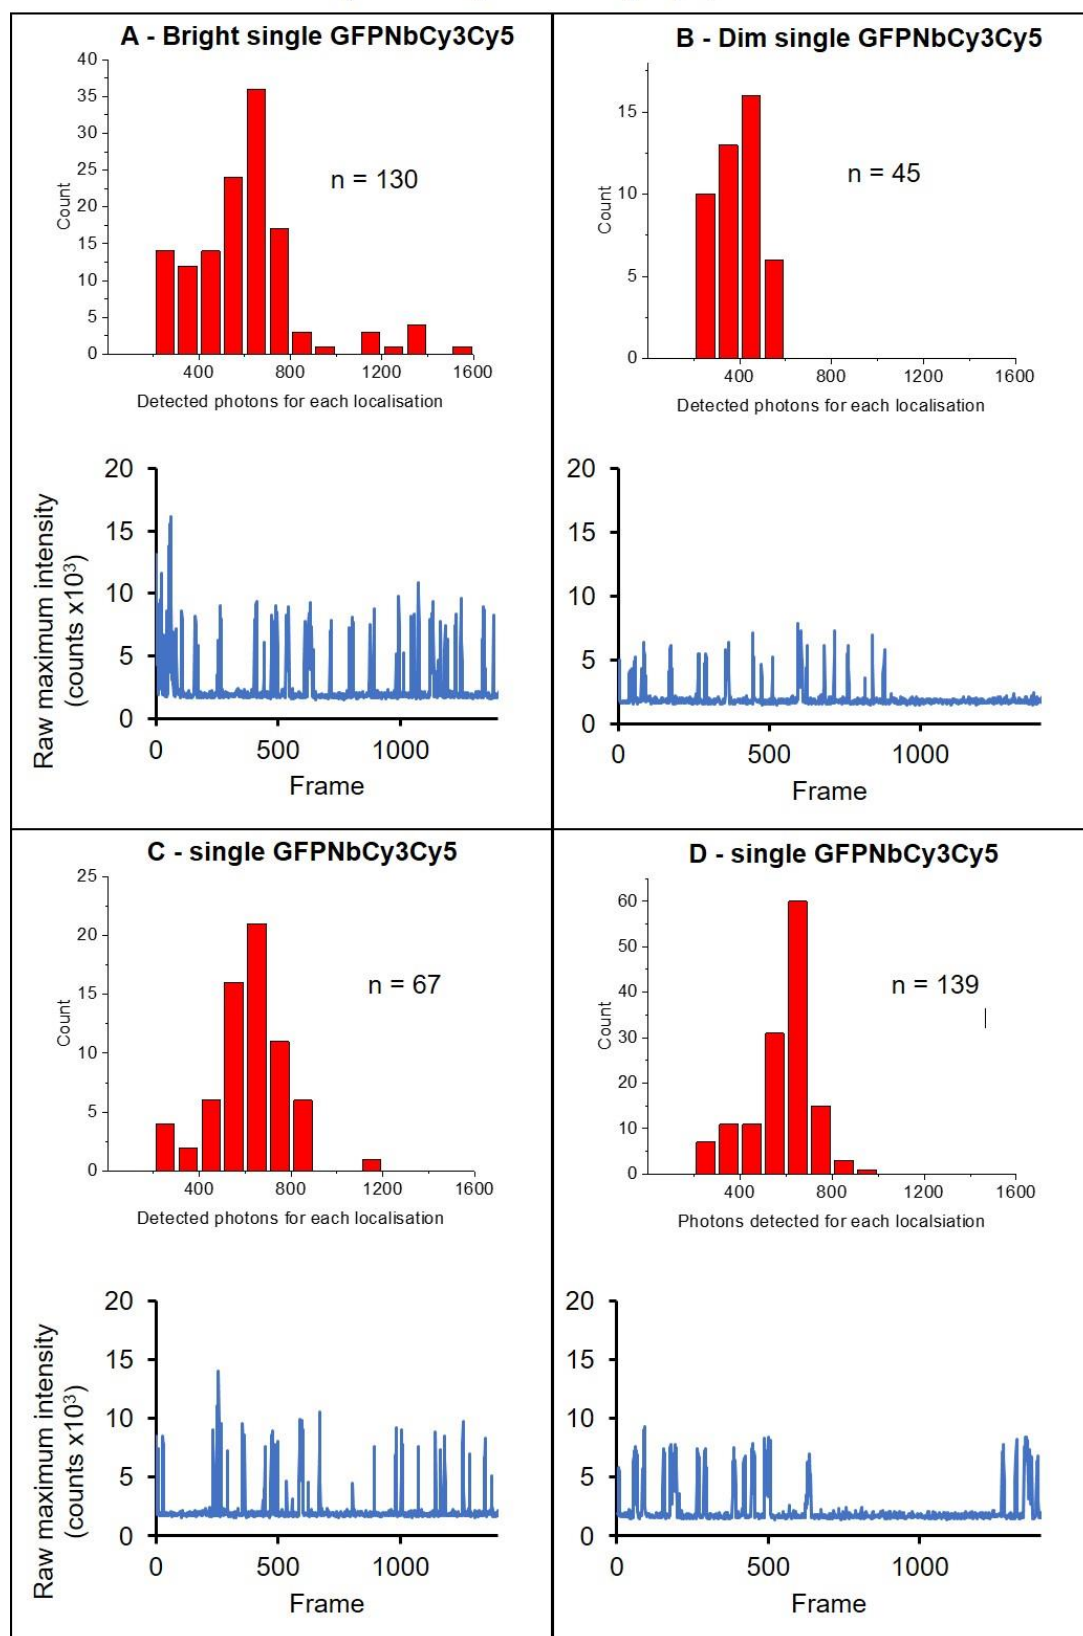 A - Bright single GFPNbCy3Cy5
40
35
30
25
20
15
10
5
0
Count
n = 130
400 800 1200 1600
Detected photons for each localisation
20
15
10
5
0
Raw maximum intensity
(counts x10³)
0 500 1000
Frame
B - Dim single GFPNbCy3Cy5
15
10
5
0
Count
n = 45
400 800 1200 1600
Detected photons for each localisation
20
15
10
5
0
0 500 1000
Frame
C - single GFPNbCy3Cy5
25
20
15
10
5
0
Count
n = 67
400 800 1200 1600
Detected photons for each localisation
20
15
10
5
0
Raw maximum intensity
(counts x10³)
0 500 1000
Frame
D - single GFPNbCy3Cy5
60
50
40
30
20
10
0
Count
n = 139
400 800 1200 1600
Photons detected for each localsiation
20
15
10
5
0
0 500 1000
Frame